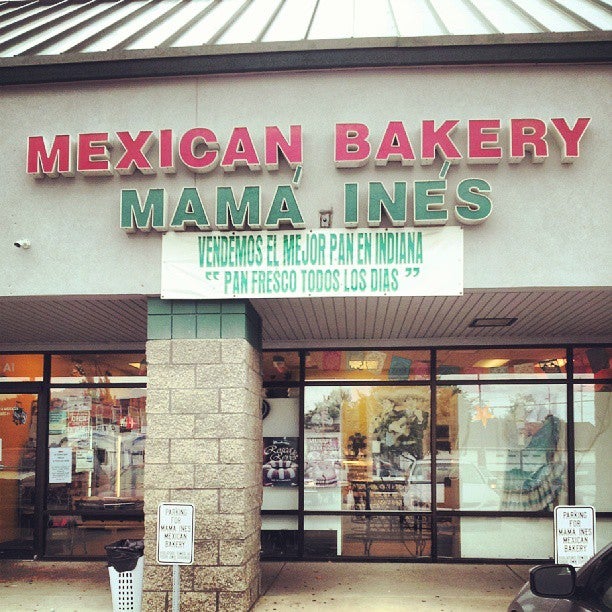 MEXICAN BAKERY
MAMÁ INÉS
VENDEMOS EL MEJOR PAN EN INDIANA
“ PAN FRESCO TODOS LOS DIAS ”
A1
PARKING
FOR
MAMA INES
MEXICAN
BAKERY
PARKING
FOR
MAMA INES
MEXICAN
BAKERY